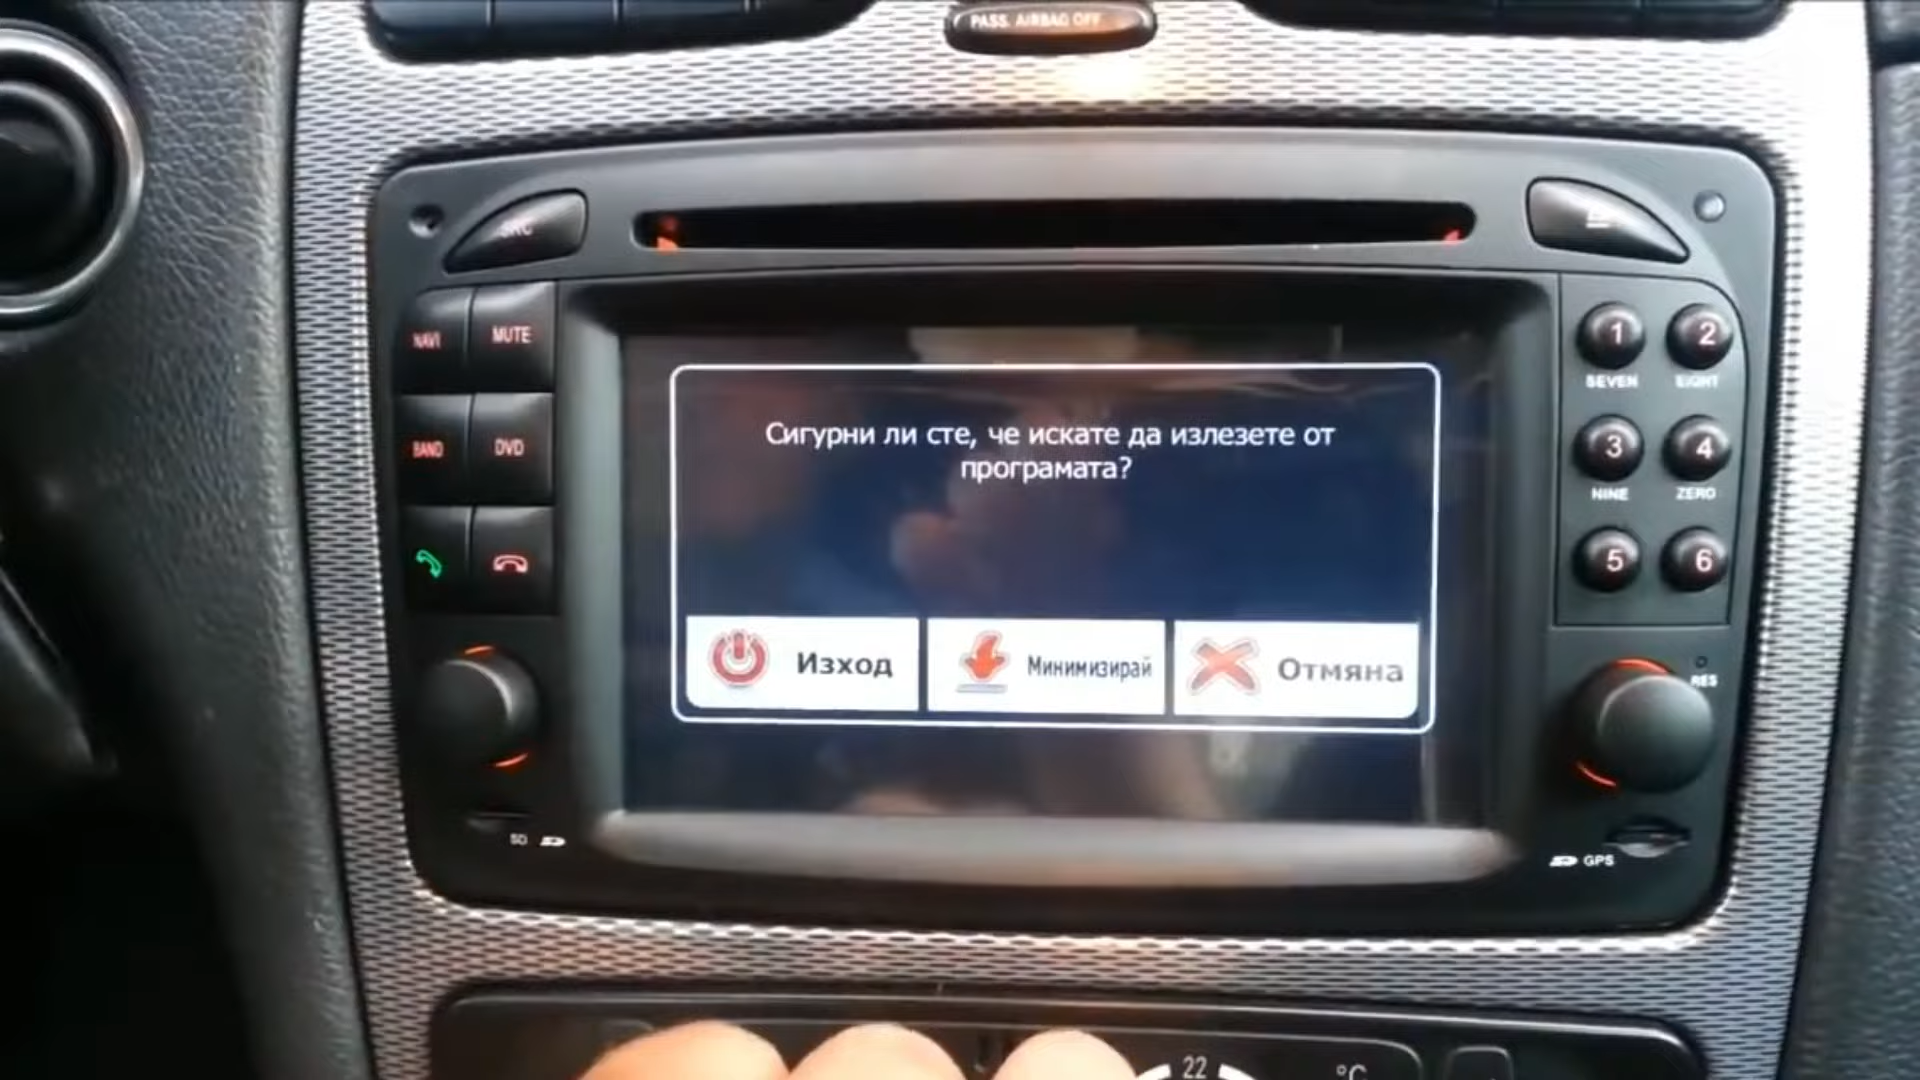 PASS. AIRBAG OFF
SRC
NAVI
MUTE
1
2
SEVEN
EIGHT
Сигурни ли сте, че искате да излезете от
програмата?
BAND
DVD
3
4
NINE
ZERO
5
6
Изход
Минимизирай
Отмяна
RES
SD
GPS
22
°C